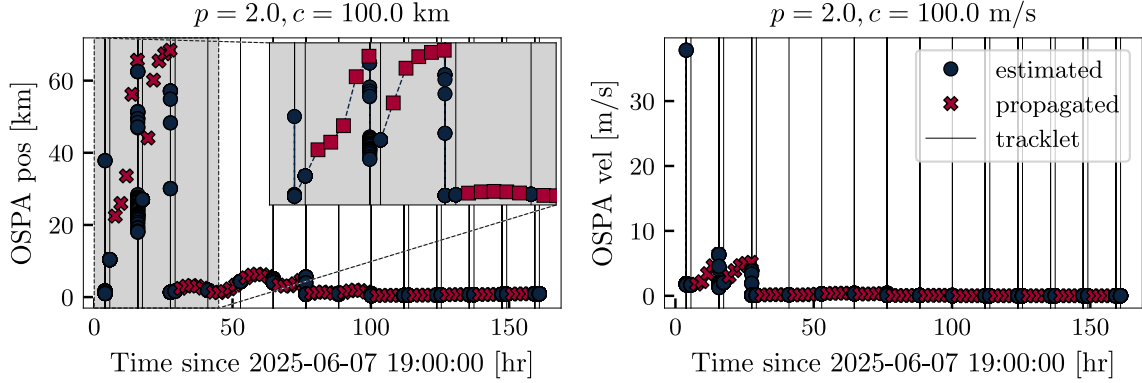 p = 2.0, c = 100.0 km
OSPA pos [km]
60
40
20
0
0
50
100
150
Time since 2025-06-07 19:00:00 [hr]
p = 2.0, c = 100.0 m/s
OSPA vel [m/s]
30
20
10
0
estimated
propagated
tracklet
0
50
100
150
Time since 2025-06-07 19:00:00 [hr]